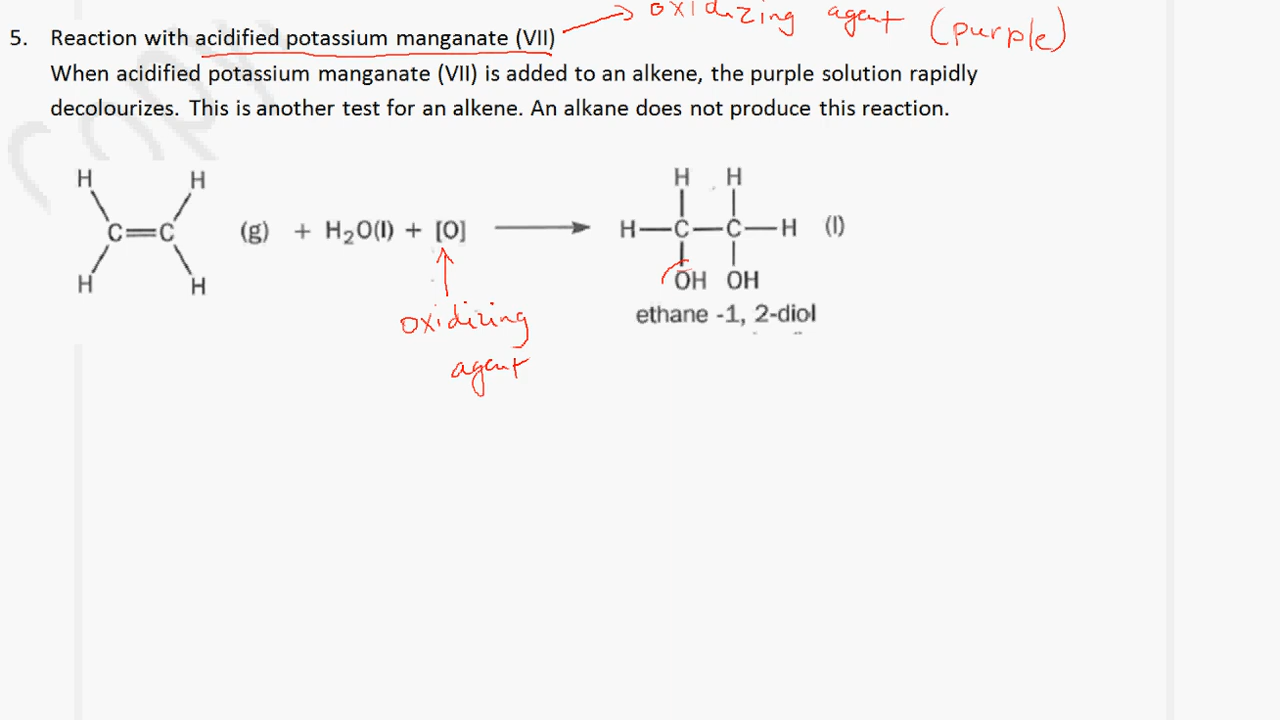 oxidizing agent (purple)
5. Reaction with acidified potassium manganate (VII)
When acidified potassium manganate (VII) is added to an alkene, the purple solution rapidly
decolourizes. This is another test for an alkene. An alkane does not produce this reaction.
copy
H H H H
C=C (g) + H₂O(l) + [O] ⟶ H—C—C—H (l)
H H OH OH
oxidizing
agent
ethane -1, 2-diol